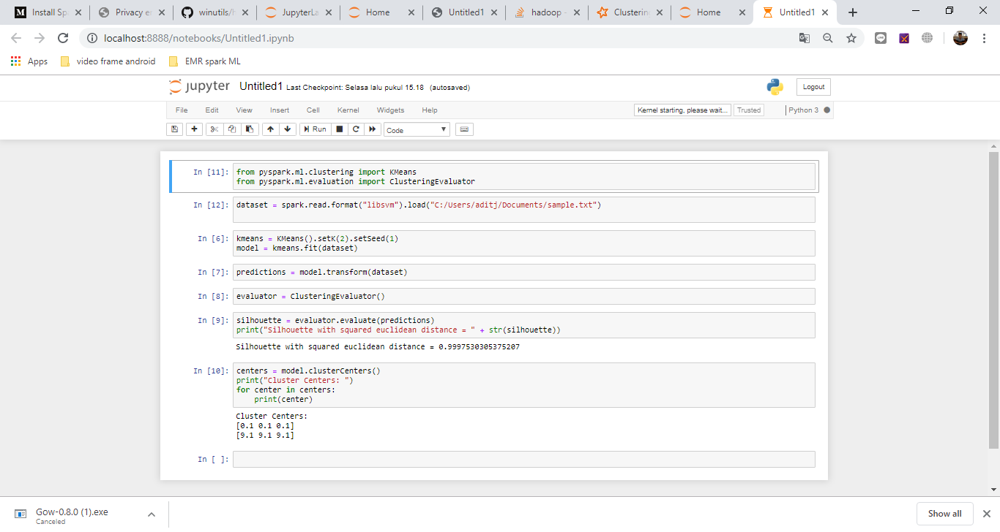 Install Sp
Privacy e
winutils/h
JupyterLa
Home
Untitled1
hadoop -
Clusterin
Home
Untitled1
localhost:8888/notebooks/Untitled1.ipynb
Apps
video frame android
EMR spark ML
jupyter Untitled1 Last Checkpoint: Selasa lalu pukul 15.18 (autosaved)
Logout
File Edit View Insert Cell Kernel Widgets Help
Kernel starting, please wait...
Trusted
Python 3
Run
Code
In [11]: from pyspark.ml.clustering import KMeans
from pyspark.ml.evaluation import ClusteringEvaluator
In [12]: dataset = spark.read.format("libsvm").load("C:/Users/aditj/Documents/sample.txt")
In [6]: kmeans = KMeans().setK(2).setSeed(1)
model = kmeans.fit(dataset)
In [7]: predictions = model.transform(dataset)
In [8]: evaluator = ClusteringEvaluator()
In [9]: silhouette = evaluator.evaluate(predictions)
print("Silhouette with squared euclidean distance = " + str(silhouette))
Silhouette with squared euclidean distance = 0.9997530305375207
In [10]: centers = model.clusterCenters()
print("Cluster Centers: ")
for center in centers:
    print(center)
Cluster Centers:
[0.1 0.1 0.1]
[9.1 9.1 9.1]
In [ ]:
Gow-0.8.0 (1).exe
Canceled
Show all